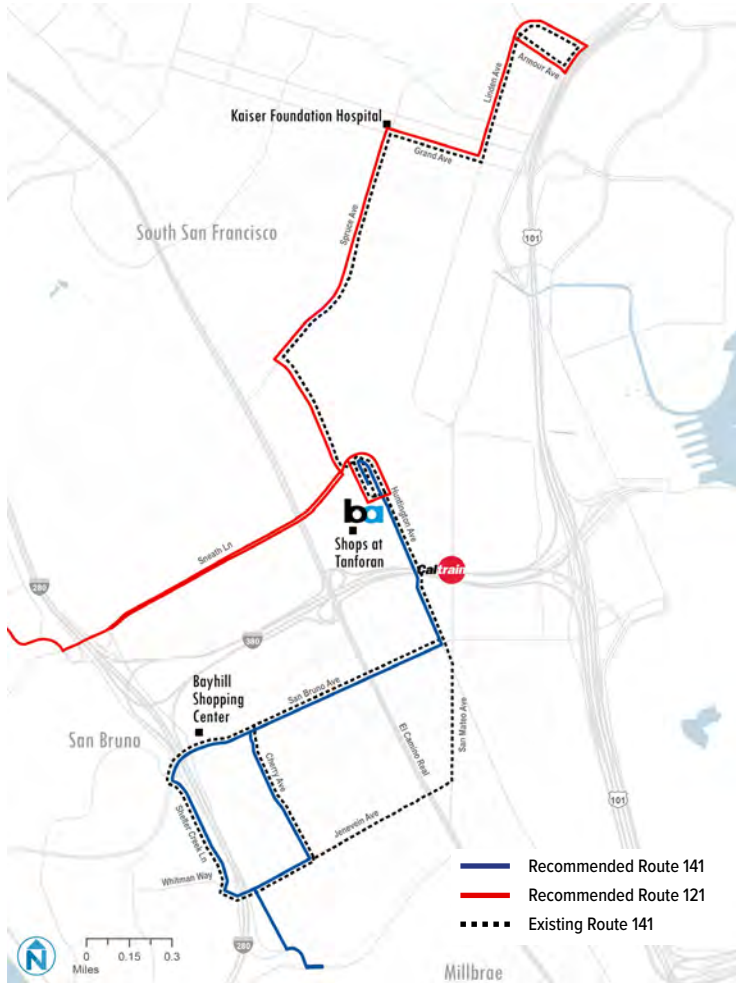 Armour Ave
Linden Ave
Kaiser Foundation Hospital
Grand Ave
Spruce Ave
South San Francisco
101
Huntington Ave
ba
Shops at
Tanforan
Caltrain
Sneath Ln
280
380
Bayhill
Shopping
Center
San Bruno Ave
San Bruno
Cherry Ave
El Camino Real
San Mateo Ave
Shelter Creek Ln
Jenevein Ave
101
Whitman Way
Recommended Route 141
Recommended Route 121
Existing Route 141
N
0 0.15 0.3
Miles
280
Millbrae